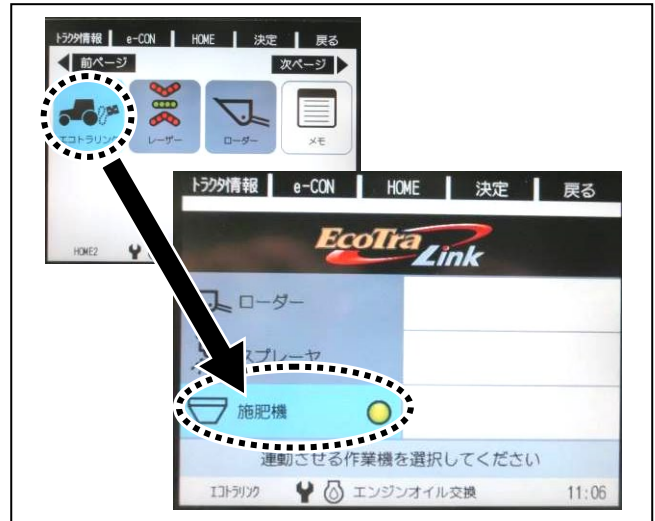 トラクタ情報 e-CON HOME 決定 戻る
前ページ 次ページ
エコトラリンク レーザー ローダー メモ
HOME2
トラクタ情報 e-CON HOME 決定 戻る
EcoTra Link
ローダー
スプレーヤ
施肥機
連動させる作業機を選択してください
エコトラリンク エンジンオイル交換 11:06